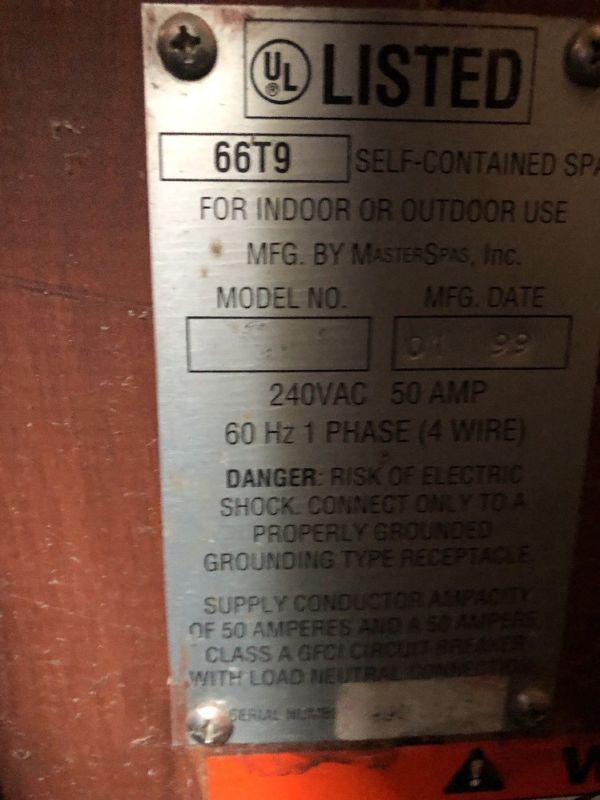 UL ® LISTED
66T9 SELF-CONTAINED SPA
FOR INDOOR OR OUTDOOR USE
MFG. BY MASTERSPAS, INC.
MODEL NO. MFG. DATE
01 99
240VAC 50 AMP
60 Hz 1 PHASE (4 WIRE)
DANGER: RISK OF ELECTRIC
SHOCK. CONNECT ONLY TO A
PROPERLY GROUNDED
GROUNDING TYPE RECEPTACLE.
SUPPLY CONDUCTOR AMPACITY
OF 50 AMPERES AND A 50 AMPERE
CLASS A GFCI CIRCUIT BREAKER
WITH LOAD NEUTRAL CONNECTION
SERIAL NUMBER
W